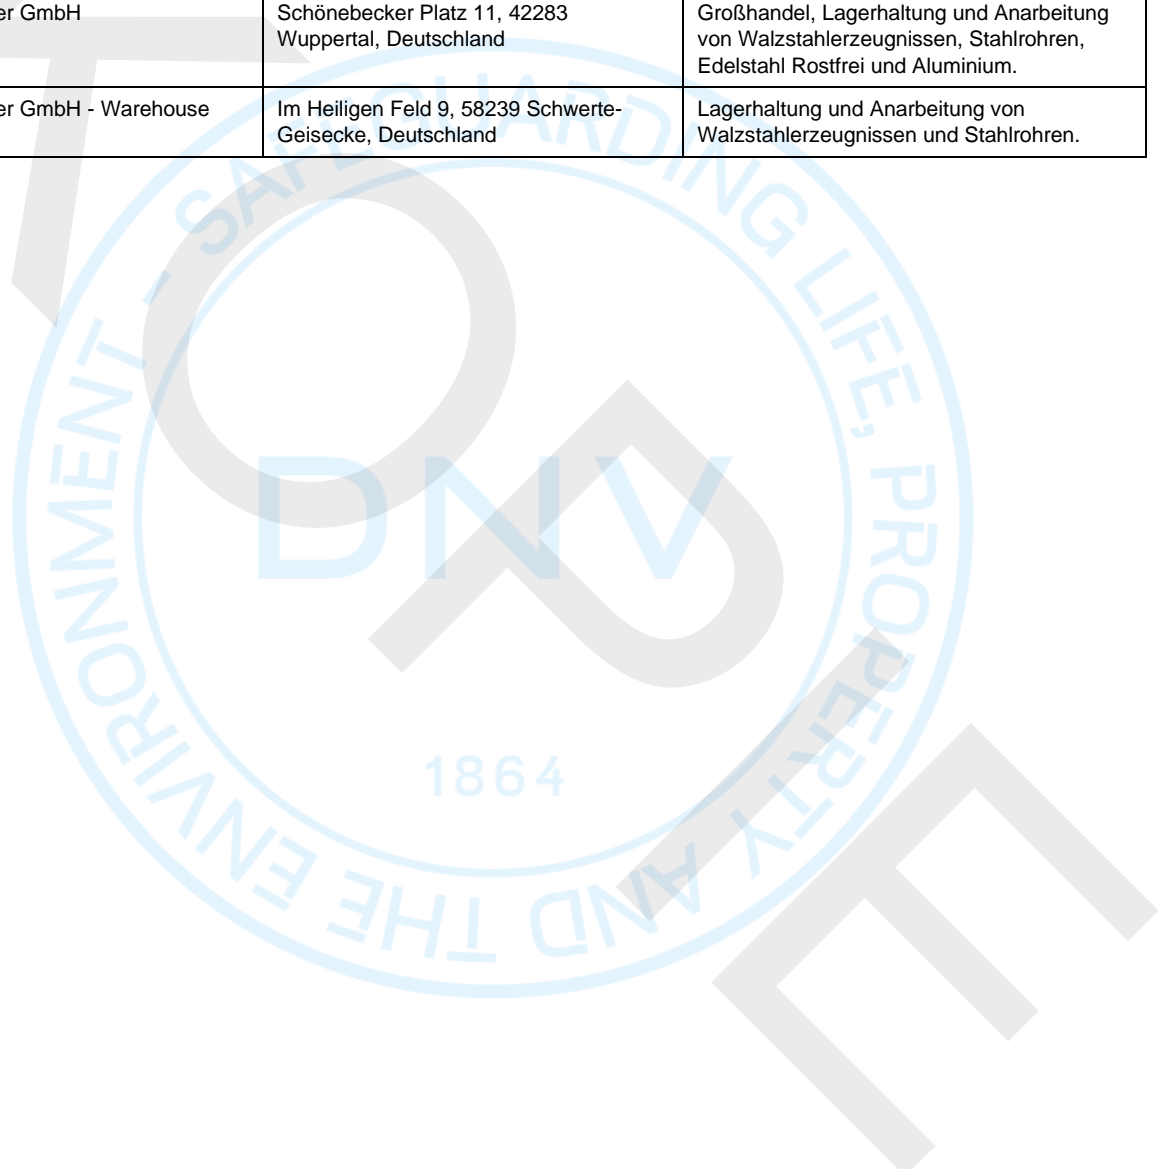 er GmbH
Schönebecker Platz 11, 42283
Wuppertal, Deutschland
Großhandel, Lagerhaltung und Anarbeitung
von Walzstahlerzeugnissen, Stahlrohren,
Edelstahl Rostfrei und Aluminium.
er GmbH - Warehouse
Im Heiligen Feld 9, 58239 Schwerte-
Geisecke, Deutschland
Lagerhaltung und Anarbeitung von
Walzstahlerzeugnissen und Stahlrohren.
SAFEGUARDING LIFE, PROPERTY AND THE ENVIRONMENT -
DNV
1864
KOPIE